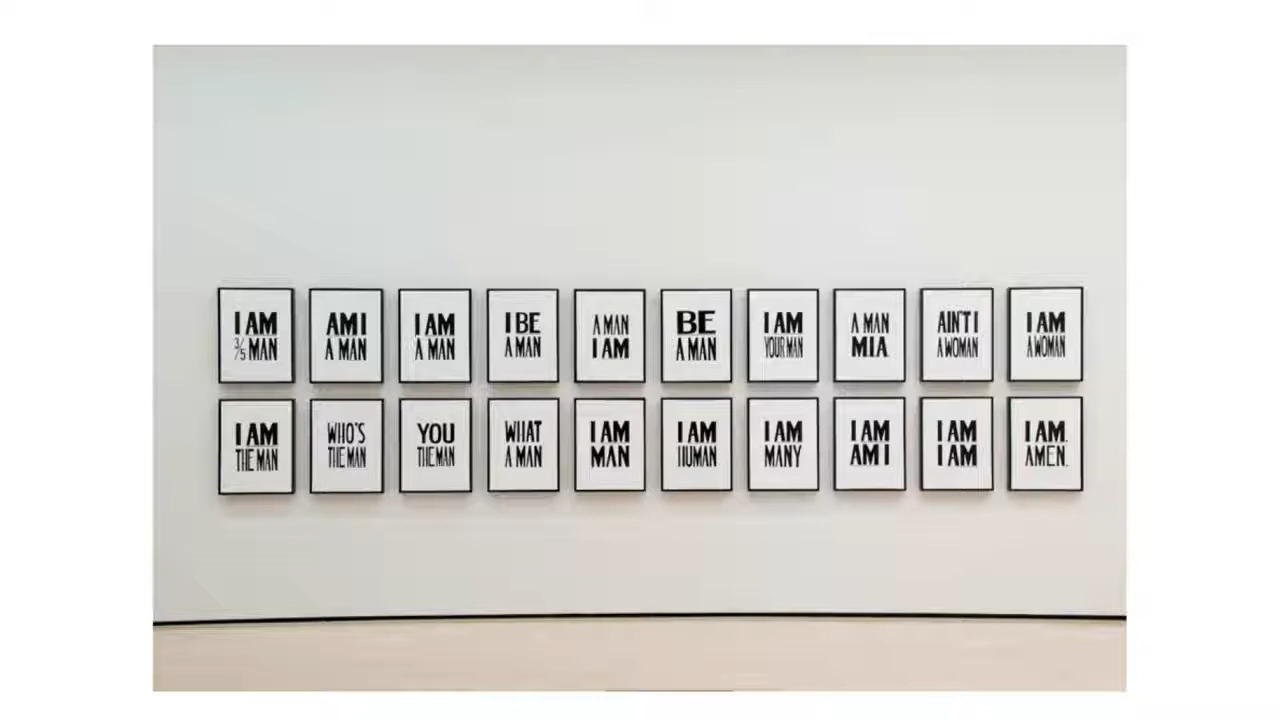 I AM
3/5 MAN
AM I
A MAN
I AM
A MAN
I BE
A MAN
A MAN
I AM
BE
A MAN
I AM
YOUR MAN
A MAN
MIA
AIN'T I
A WOMAN
I AM
A WOMAN
I AM
THE MAN
WHO'S
THE MAN
YOU
THE MAN
WHAT
A MAN
I AM
MAN
I AM
HUMAN
I AM
MANY
I AM
AM I
I AM
I AM
I AM.
AMEN.